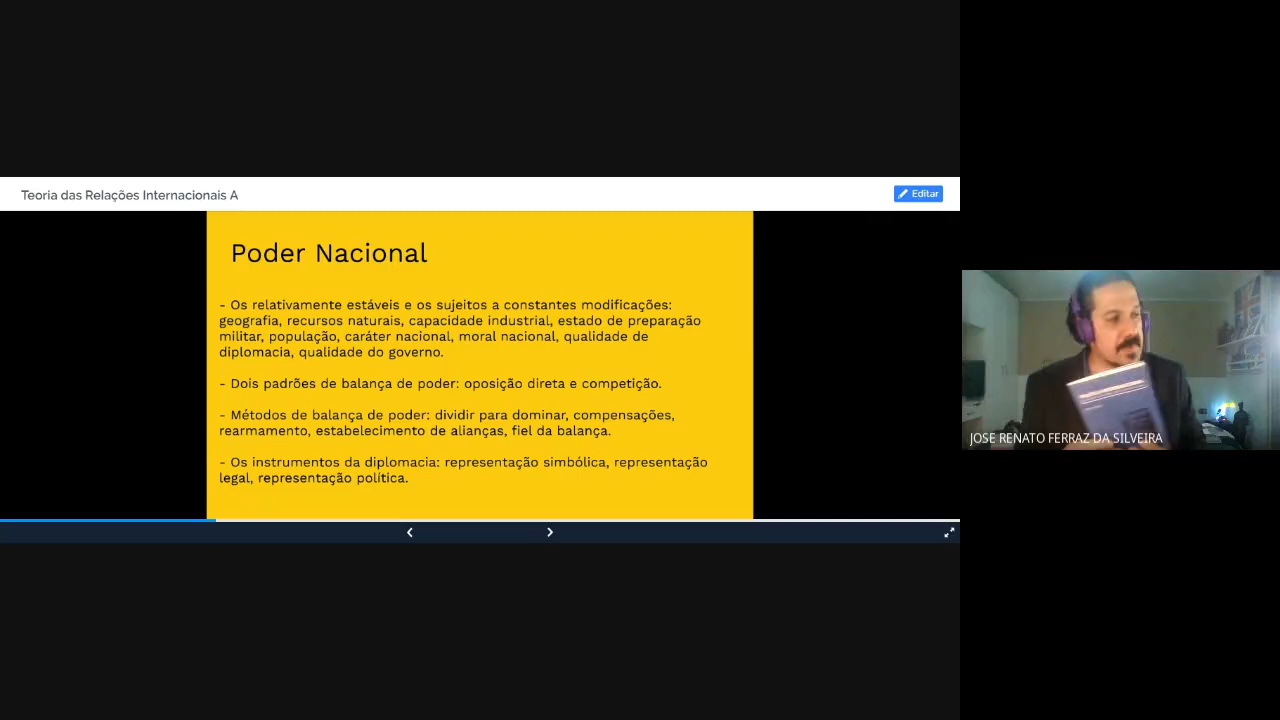 Teoria das Relações Internacionais A
Editar
Poder Nacional
- Os relativamente estáveis e os sujeitos a constantes modificações:
geografia, recursos naturais, capacidade industrial, estado de preparação
militar, população, caráter nacional, moral nacional, qualidade de
diplomacia, qualidade do governo.
- Dois padrões de balança de poder: oposição direta e competição.
- Métodos de balança de poder: dividir para dominar, compensações,
rearmamento, estabelecimento de alianças, fiel da balança.
- Os instrumentos da diplomacia: representação simbólica, representação
legal, representação política.
JOSE RENATO FERRAZ DA SILVEIRA